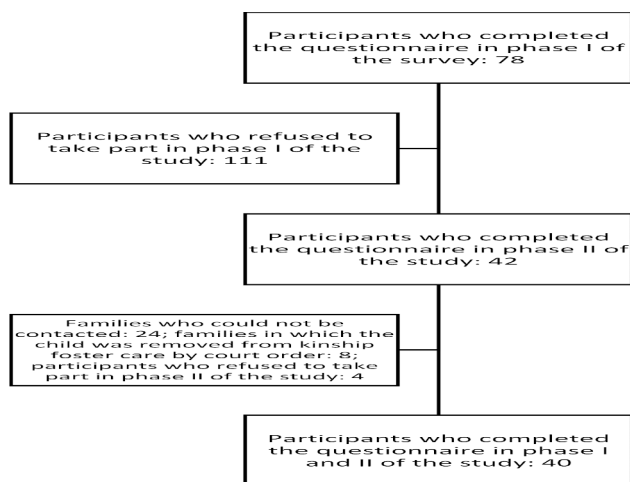 Participants who completed
the questionnaire in phase I of
the survey: 78
Participants who refused to
take part in phase I of the
study: 111
Participants who completed
the questionnaire in phase II of
the study: 42
Families who could not be
contacted: 24; families in which the
child was removed from kinship
foster care by court order: 8;
participants who refused to take
part in phase II of the study: 4
Participants who completed
the questionnaire in phase I
and II of the study: 40